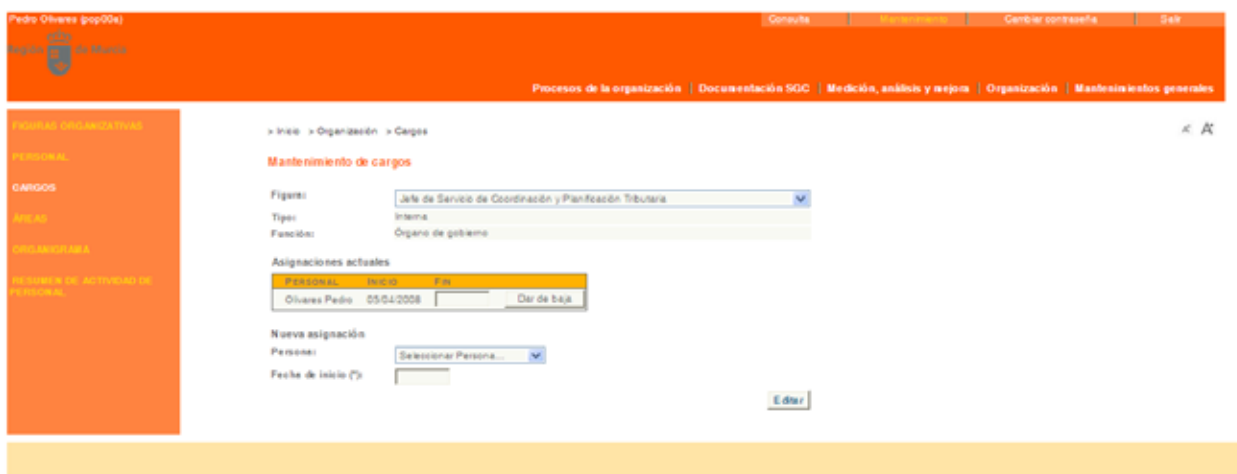 Pedro Olivares (pop00a)
Consulta Mantenimiento Cambiar contraseña Salir
Región de Murcia
Procesos de la organización | Documentación SGC | Medición, análisis y mejora | Organización | Mantenimientos generales
FIGURAS ORGANIZATIVAS
PERSONAL
CARGOS
ÁREAS
ORGANIGRAMA
RESUMEN DE ACTIVIDAD DE
PERSONAL
> Inicio > Organización > Cargos
A
A
Mantenimiento de cargos
Figura: Jefe de Servicio de Coordinación y Planificación Tributaria
Tipo: Interna
Función: Órgano de gobierno
Asignaciones actuales
PERSONAL INICIO FIN
Olivares Pedro 05/04/2008 Dar de baja
Nueva asignación
Persona: Seleccionar Persona...
Fecha de inicio (*):
Editar